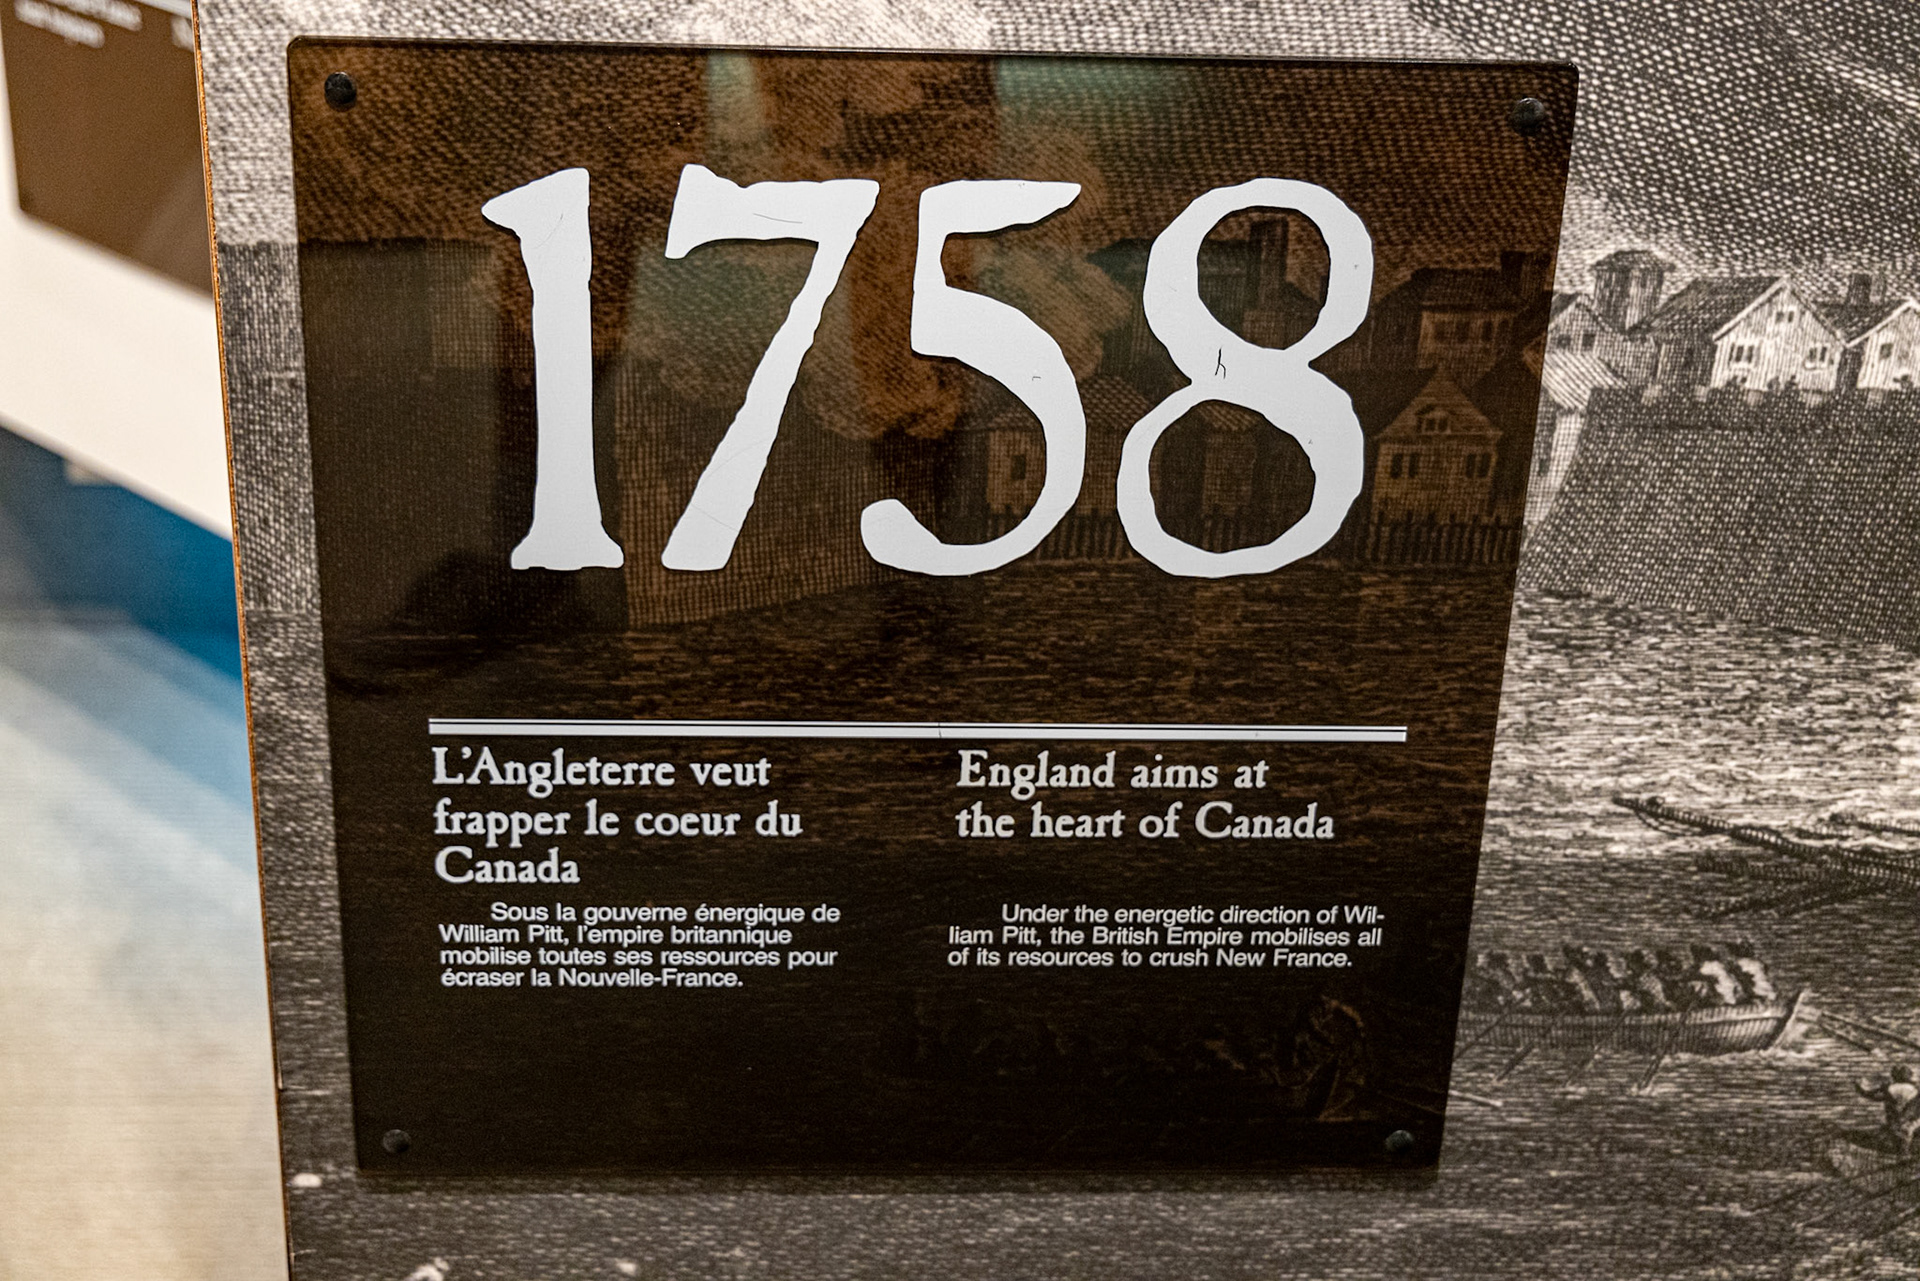 1758
L'Angleterre veut
frapper le coeur du
Canada
Sous la gouverne énergique de
William Pitt, l'empire britannique
mobilise toutes ses ressources pour
écraser la Nouvelle-France.
England aims at
the heart of Canada
Under the energetic direction of Wil-
liam Pitt, the British Empire mobilises all
of its resources to crush New France.